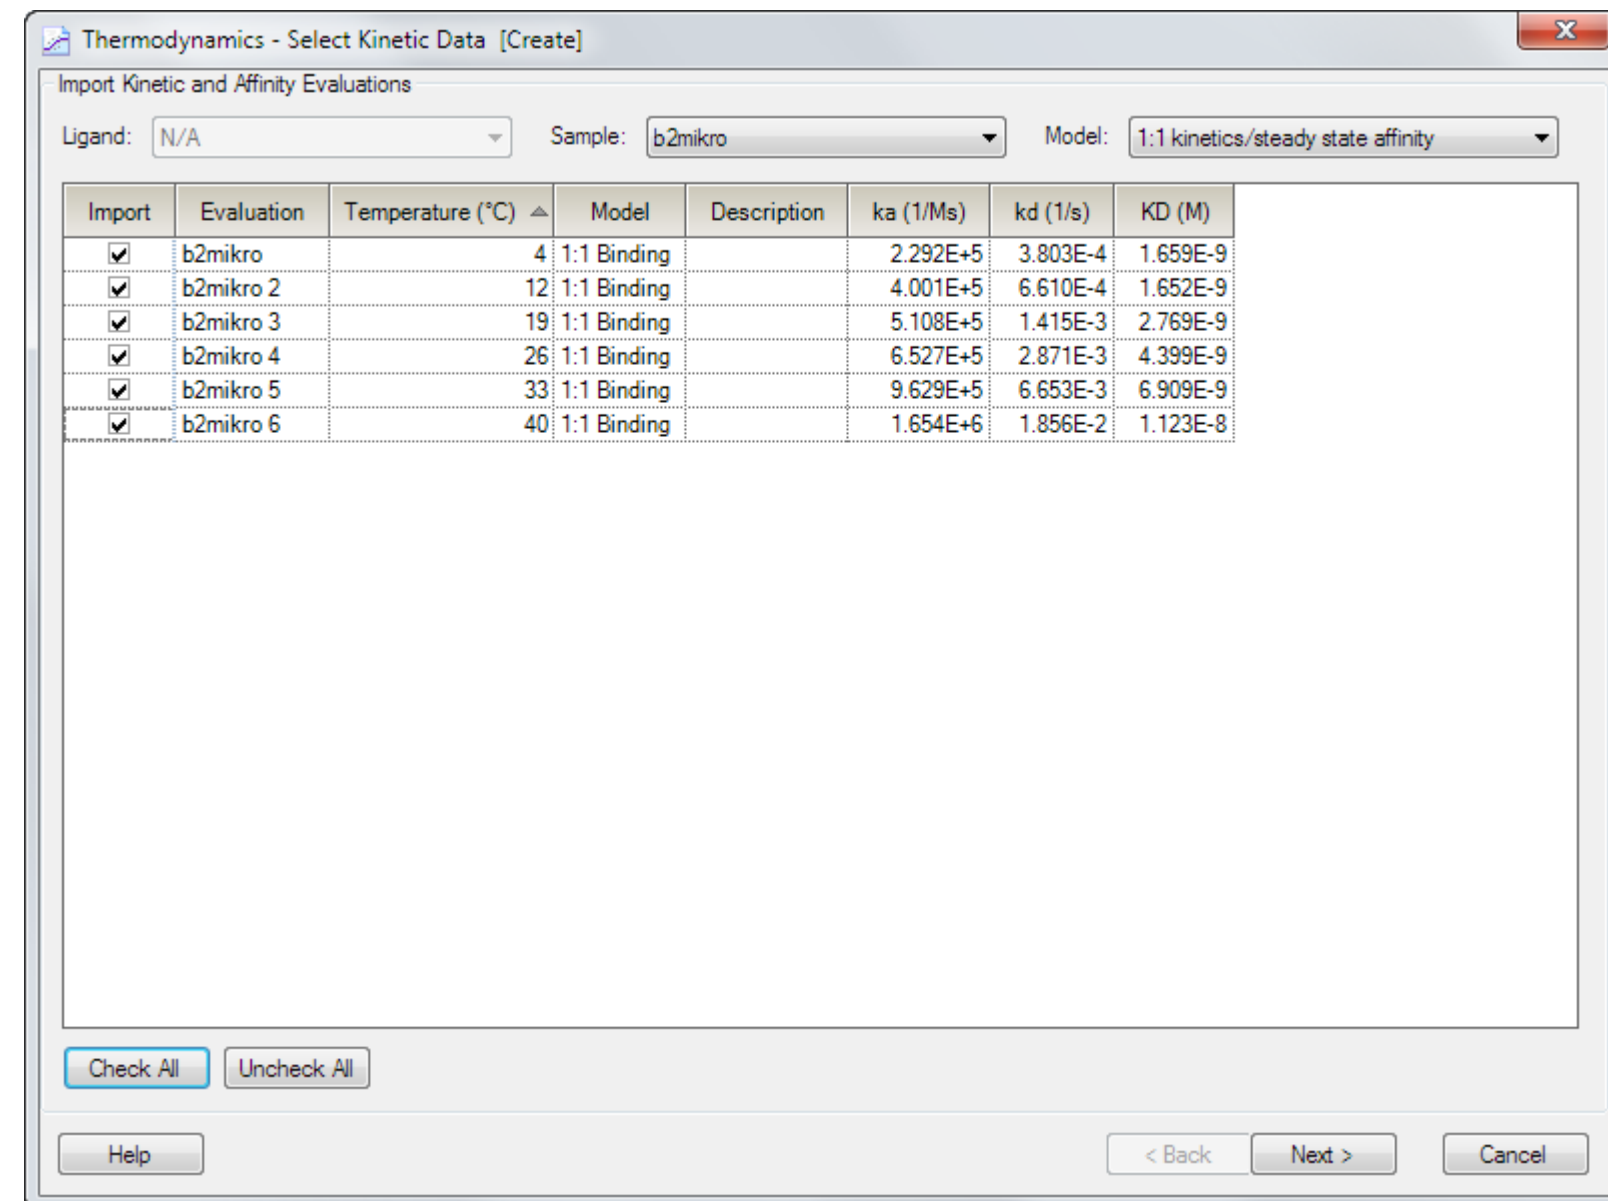 Thermodynamics - Select Kinetic Data [Create]
Import Kinetic and Affinity Evaluations
Ligand: N/A Sample: b2mikro Model: 1:1 kinetics/steady state affinity
Import Evaluation Temperature (°C) Model Description ka (1/Ms) kd (1/s) KD (M)
b2mikro 4 1:1 Binding 2.292E+5 3.803E-4 1.659E-9
b2mikro 2 12 1:1 Binding 4.001E+5 6.610E-4 1.652E-9
b2mikro 3 19 1:1 Binding 5.108E+5 1.415E-3 2.769E-9
b2mikro 4 26 1:1 Binding 6.527E+5 2.871E-3 4.399E-9
b2mikro 5 33 1:1 Binding 9.629E+5 6.653E-3 6.909E-9
b2mikro 6 40 1:1 Binding 1.654E+6 1.856E-2 1.123E-8
Check All Uncheck All
Help < Back Next > Cancel